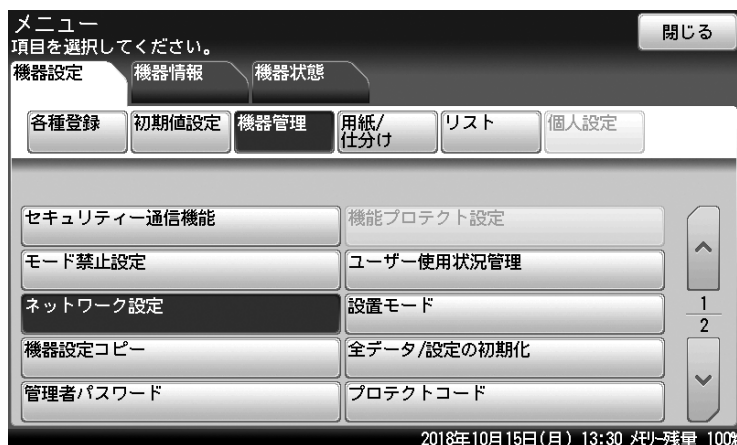 メニュー
項目を選択してください。
閉じる
機器設定
機器情報
機器状態
各種登録
初期値設定
機器管理
用紙/
仕分け
リスト
個人設定
セキュリティー通信機能
機能プロテクト設定
モード禁止設定
ユーザー使用状況管理
ネットワーク設定
設置モード
1
2
機器設定コピー
全データ/設定の初期化
管理者パスワード
プロテクトコード
2018年10月15日(月) 13:30 メモリー残量 100%